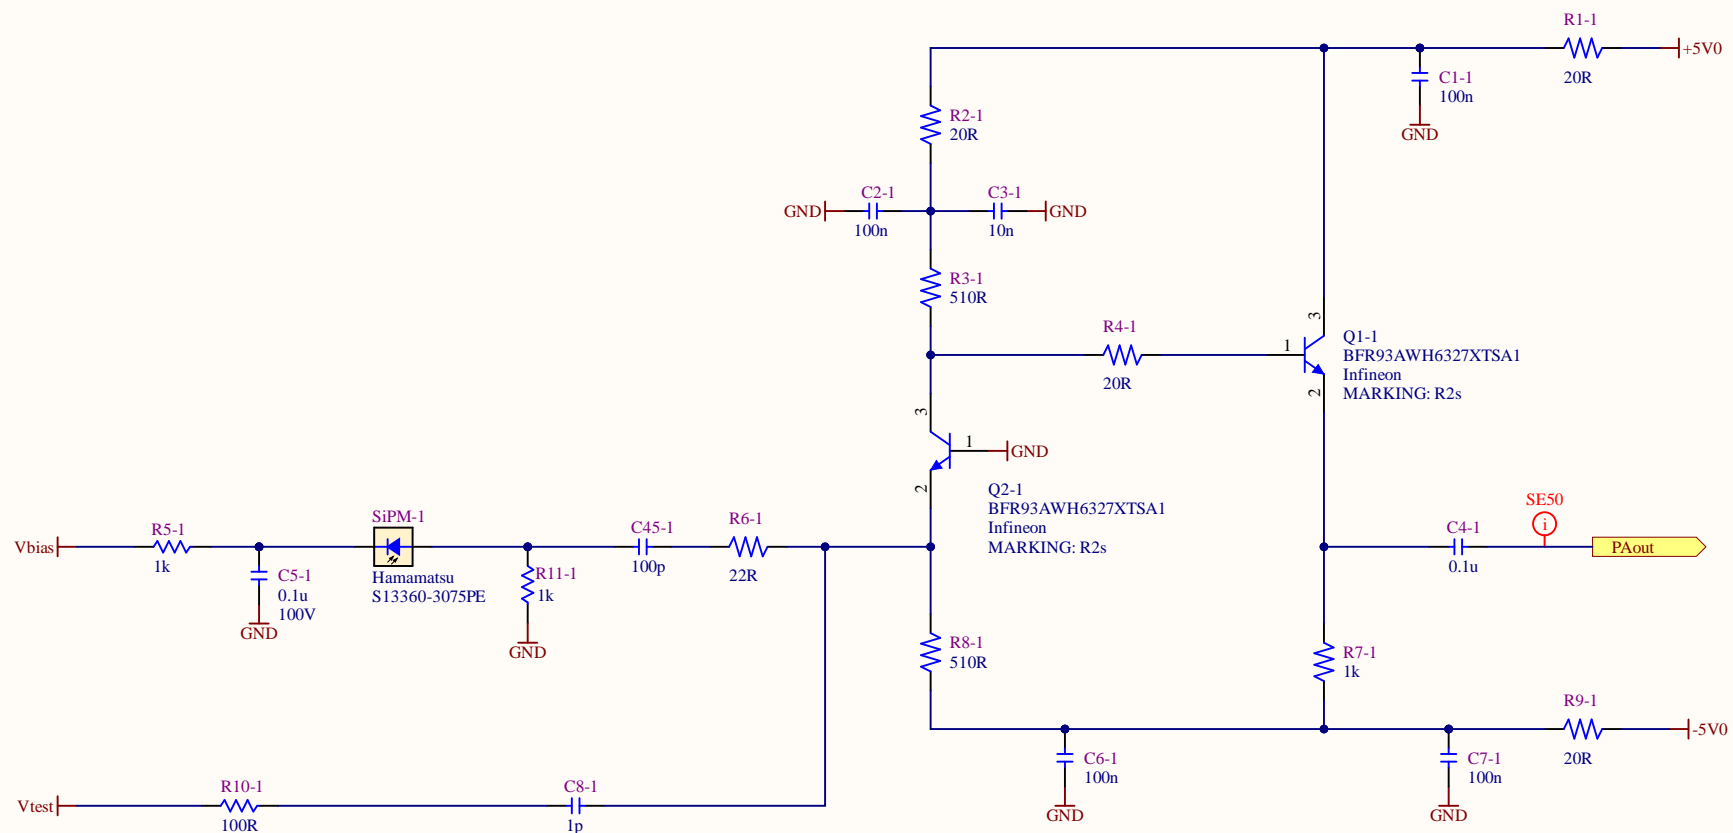 R1-1
+5V0
20R
C1-1
100n
GND
R2-1
20R
C2-1
C3-1
GND
GND
100n
10n
R3-1
510R
R4-1
20R
3
1
2
Q1-1
BFR93AWH6327XTSA1
Infineon
MARKING: R2s
3
1
GND
2
Q2-1
BFR93AWH6327XTSA1
Infineon
MARKING: R2s
Vbias
R5-1
1k
C5-1
0.1u
100V
GND
SiPM-1
Hamamatsu
S13360-3075PE
R11-1
1k
GND
C45-1
100p
R6-1
22R
SE50
i
C4-1
0.1u
PAout
R8-1
510R
R7-1
1k
R9-1
-5V0
20R
C6-1
100n
GND
C7-1
100n
GND
Vtest
R10-1
100R
C8-1
1p